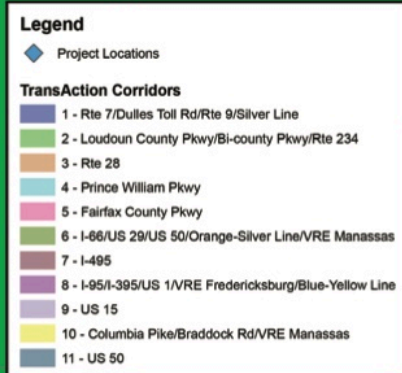 Legend
Project Locations
TransAction Corridors
1 - Rte 7/Dulles Toll Rd/Rte 9/Silver Line
2 - Loudoun County Pkwy/Bi-county Pkwy/Rte 234
3 - Rte 28
4 - Prince William Pkwy
5 - Fairfax County Pkwy
6 - I-66/US 29/US 50/Orange-Silver Line/VRE Manassas
7 - I-495
8 - I-95/I-395/US 1/VRE Fredericksburg/Blue-Yellow Line
9 - US 15
10 - Columbia Pike/Braddock Rd/VRE Manassas
11 - US 50